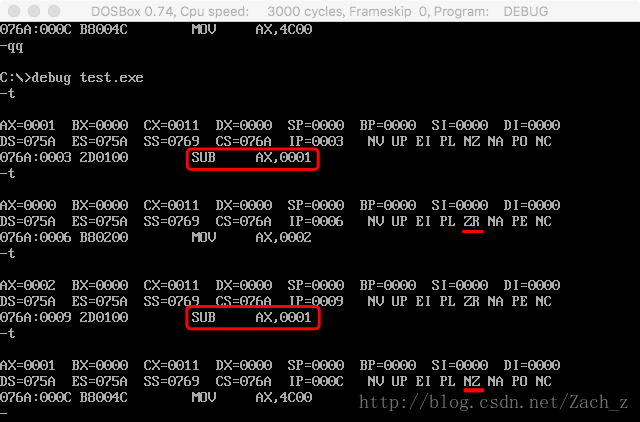 DOSBox 0.74, Cpu speed: 3000 cycles, Frameskip 0, Program: DEBUG
076A:000C B8004C MOV AX,4C00
-qq
C:\>debug test.exe
-t
AX=0001 BX=0000 CX=0011 DX=0000 SP=0000 BP=0000 SI=0000 DI=0000
DS=075A ES=075A SS=0769 CS=076A IP=0003 NV UP EI PL NZ NA PO NC
076A:0003 2D0100 SUB AX,0001
-t
AX=0000 BX=0000 CX=0011 DX=0000 SP=0000 BP=0000 SI=0000 DI=0000
DS=075A ES=075A SS=0769 CS=076A IP=0006 NV UP EI PL ZR NA PE NC
076A:0006 B80200 MOV AX,0002
-t
AX=0002 BX=0000 CX=0011 DX=0000 SP=0000 BP=0000 SI=0000 DI=0000
DS=075A ES=075A SS=0769 CS=076A IP=0009 NV UP EI PL ZR NA PE NC
076A:0009 2D0100 SUB AX,0001
-t
AX=0001 BX=0000 CX=0011 DX=0000 SP=0000 BP=0000 SI=0000 DI=0000
DS=075A ES=075A SS=0769 CS=076A IP=000C NV UP EI PL NZ NA PO NC
076A:000C B8004C MOV AX,4C00
-
http://blog.csdn.net/Zach_z